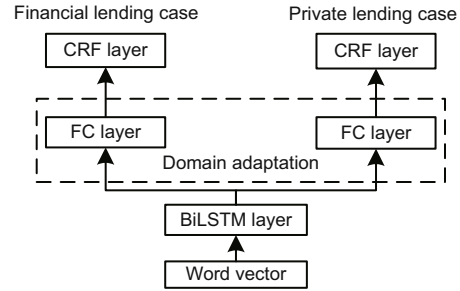 Financial lending case
Private lending case
CRF layer
CRF layer
FC layer
FC layer
Domain adaptation
BiLSTM layer
Word vector